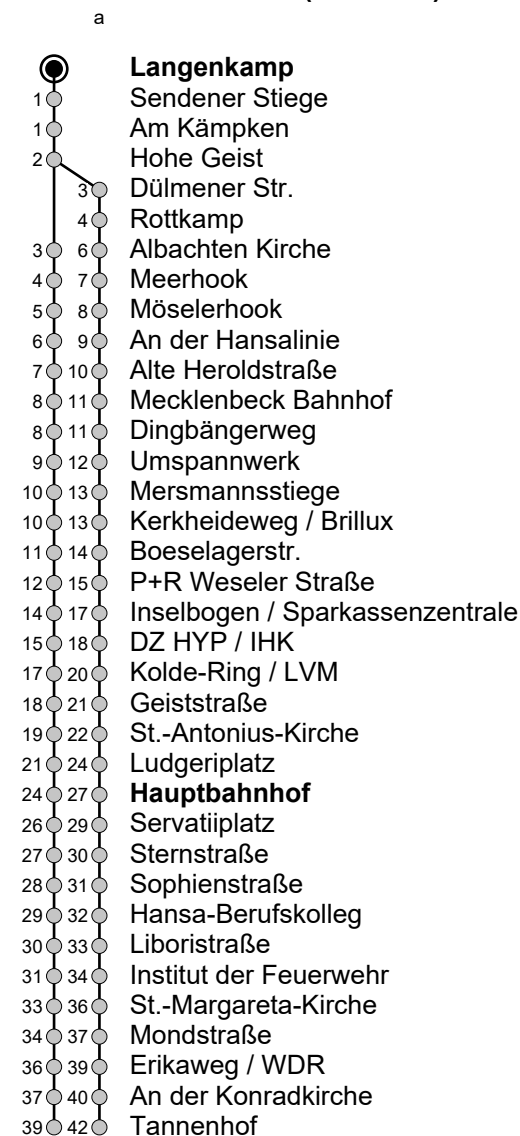 a
Langenkamp
1 Sendener Stiege
1 Am Kämpken
2 Hohe Geist
3 Dülmener Str.
4 Rottkamp
3 6 Albachten Kirche
4 7 Meerhook
5 8 Möselerhook
6 9 An der Hansalinie
7 10 Alte Heroldstraße
8 11 Mecklenbeck Bahnhof
8 11 Dingbängerweg
9 12 Umspannwerk
10 13 Mersmannsstiege
10 13 Kerkheideweg / Brillux
11 14 Boeselagerstr.
12 15 P+R Weseler Straße
14 17 Inselbogen / Sparkassenzentrale
15 18 DZ HYP / IHK
17 20 Kolde-Ring / LVM
18 21 Geiststraße
19 22 St.-Antonius-Kirche
21 24 Ludgeriplatz
24 27 Hauptbahnhof
26 29 Servatiiplatz
27 30 Sternstraße
28 31 Sophienstraße
29 32 Hansa-Berufskolleg
30 33 Liboristraße
31 34 Institut der Feuerwehr
33 36 St.-Margareta-Kirche
34 37 Mondstraße
36 39 Erikaweg / WDR
37 40 An der Konradkirche
39 42 Tannenhof